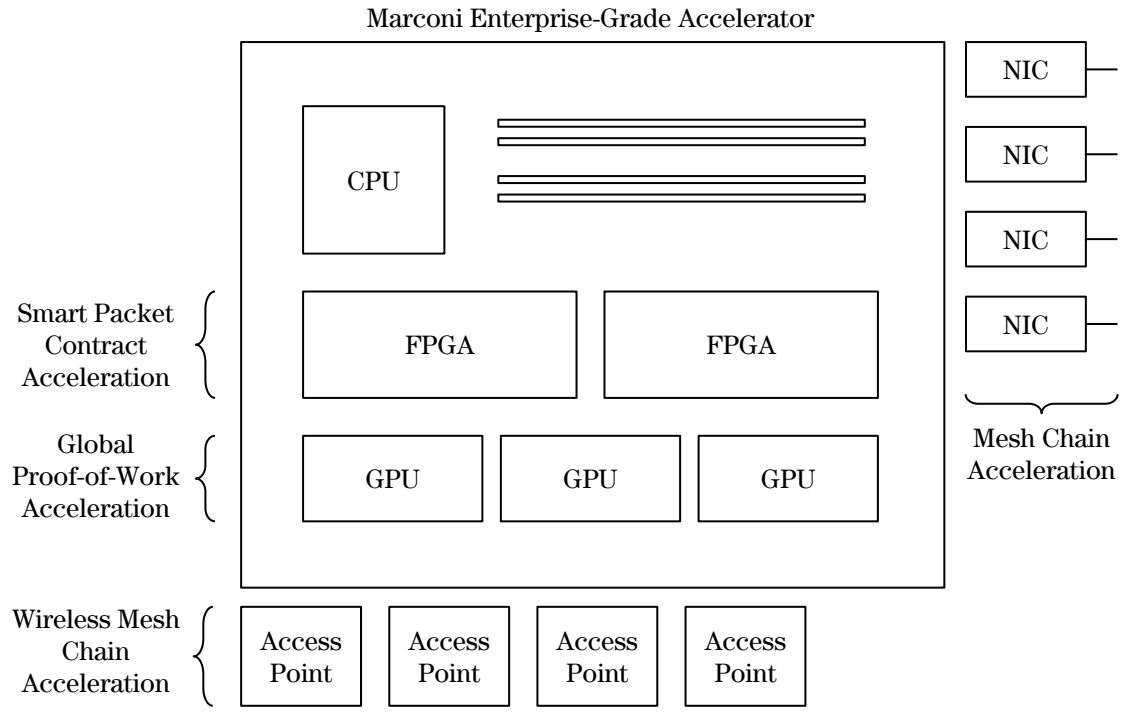 Marconi Enterprise-Grade Accelerator
NIC
NIC
CPU
NIC
NIC
Smart Packet
Contract
Acceleration
FPGA
FPGA
Mesh Chain
Acceleration
Global
Proof-of-Work
Acceleration
GPU
GPU
GPU
Wireless Mesh
Chain
Acceleration
Access
Point
Access
Point
Access
Point
Access
Point